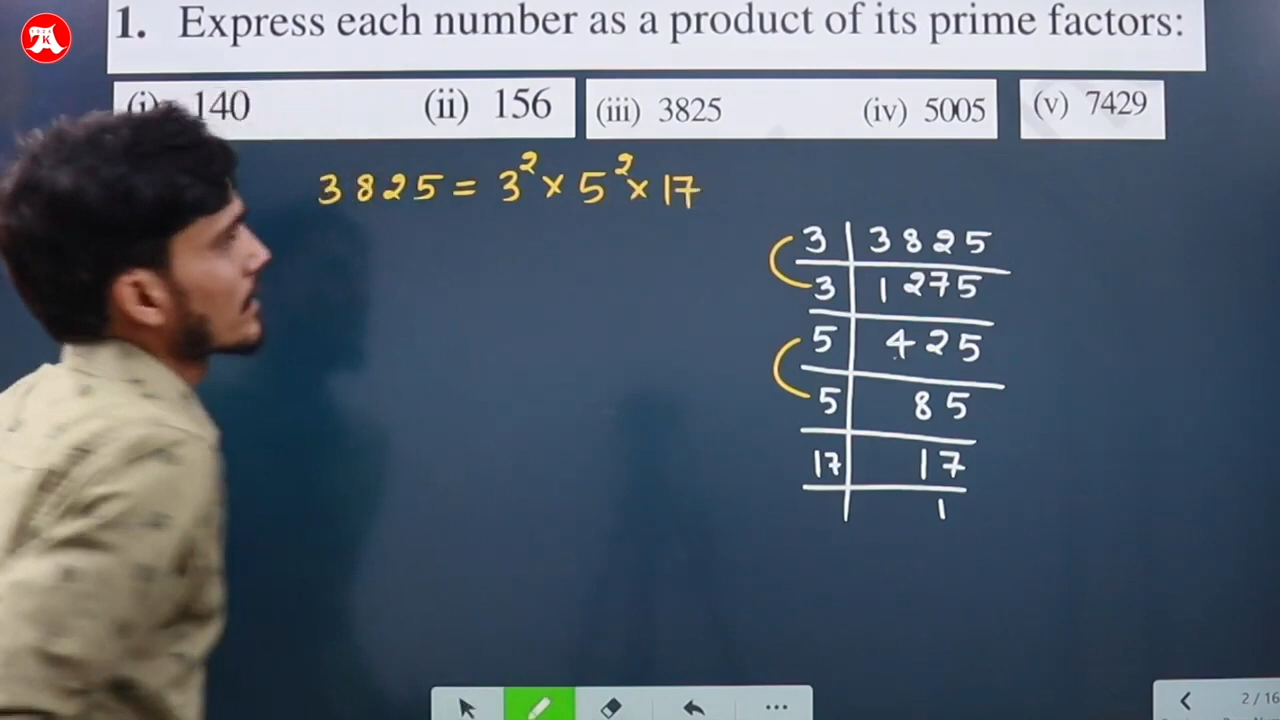 1. Express each number as a product of its prime factors:
(i) 140 (ii) 156 (iii) 3825 (iv) 5005 (v) 7429
3825 = 3² × 5² × 17
3 | 3825
3 | 1275
5 | 425
5 | 85
17 | 17
1
2 / 16